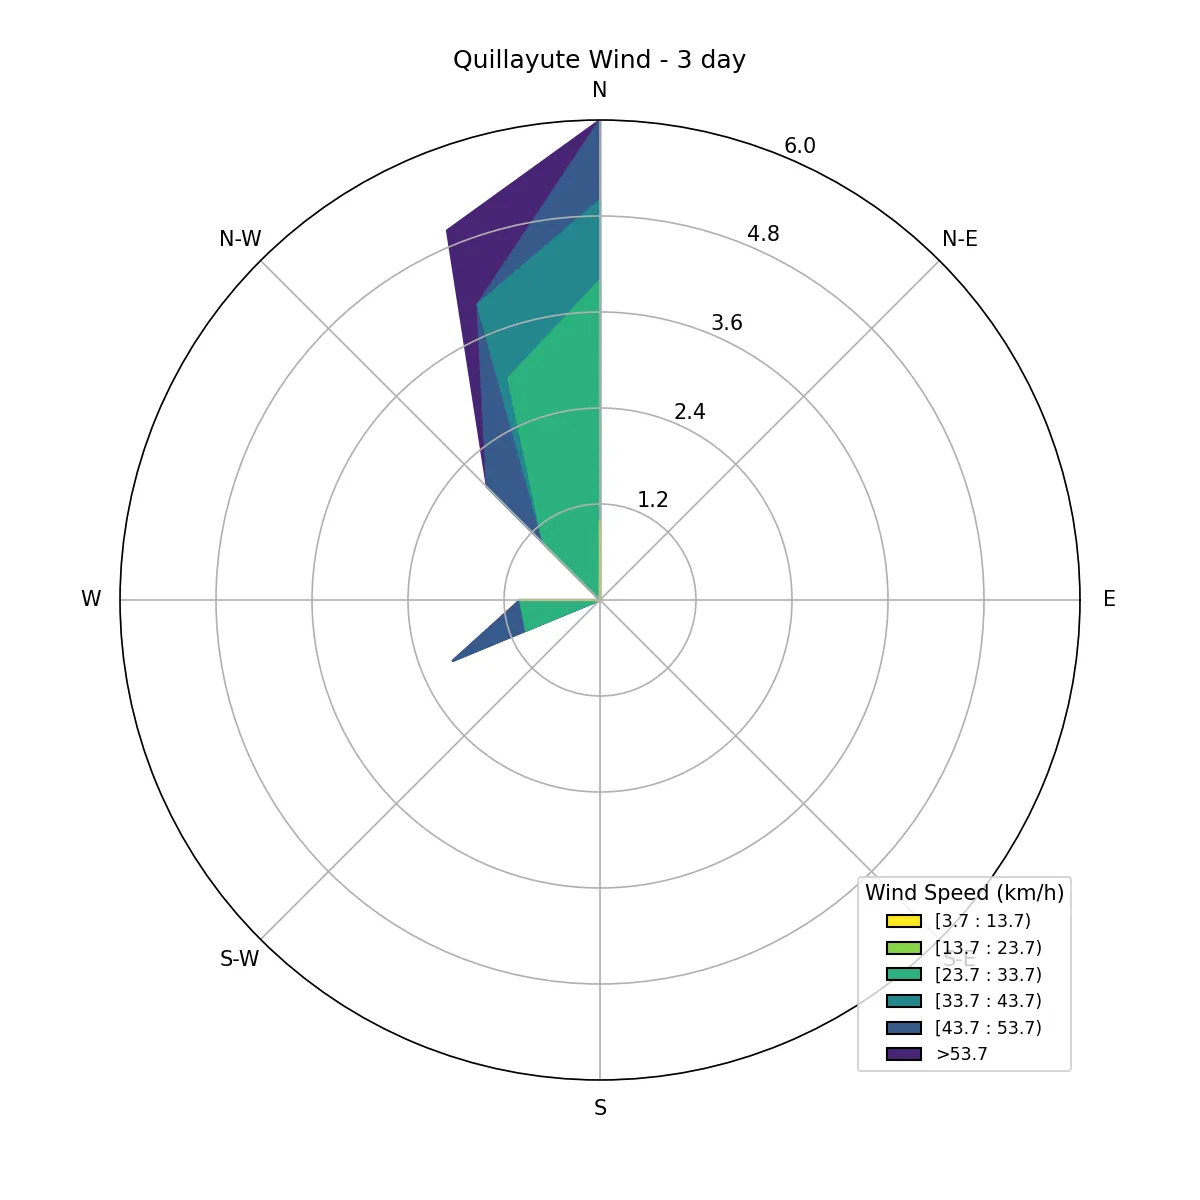 Quillayute Wind - 3 day
N
6.0
N-W
4.8
N-E
3.6
2.4
1.2
W
E
S-W
S-E
S
Wind Speed (km/h)
[3.7 : 13.7)
[13.7 : 23.7)
[23.7 : 33.7)
[33.7 : 43.7)
[43.7 : 53.7)
>53.7